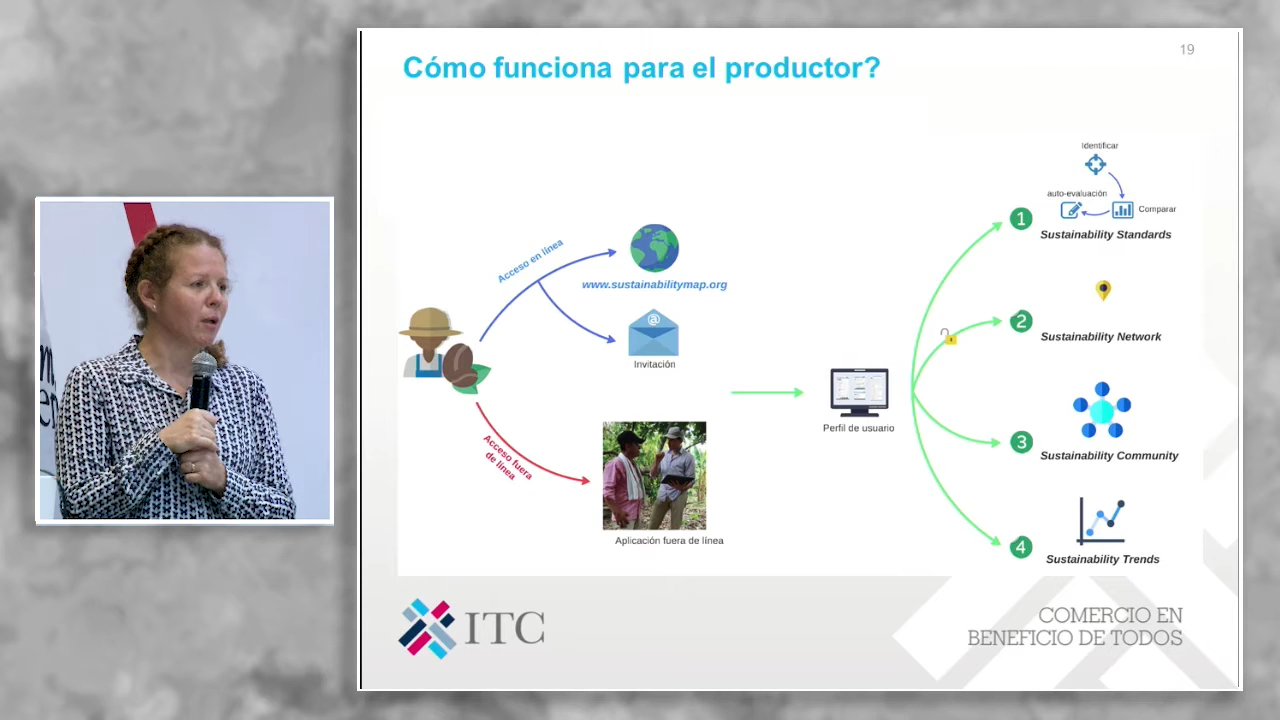 19
Cómo funciona para el productor?
Identificar
auto-evaluación
Comparar
1
Sustainability Standards
Acceso en línea
www.sustainabilitymap.org
@
Invitación
2
Sustainability Network
Perfil de usuario
3
Sustainability Community
Acceso fuera
de línea
Aplicación fuera de línea
4
Sustainability Trends
ITC
COMERCIO EN
BENEFICIO DE TODOS